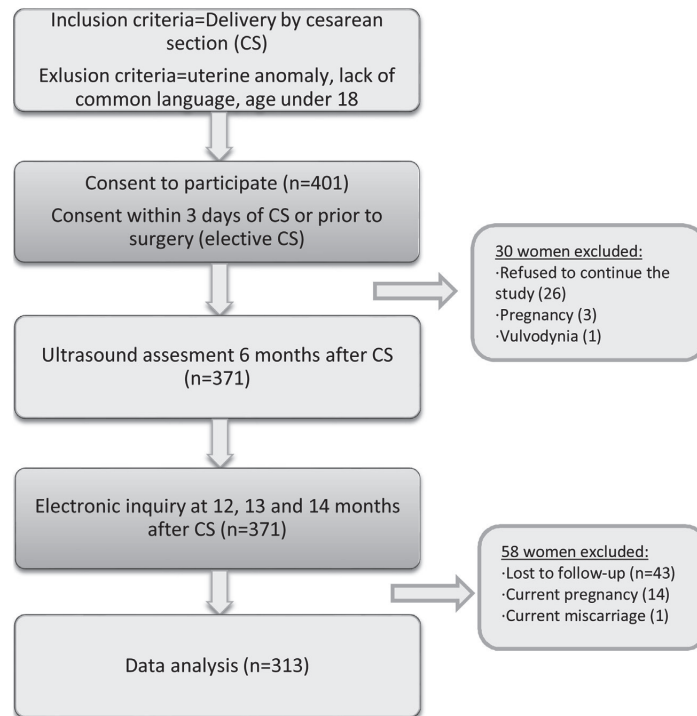 Inclusion criteria=Delivery by cesarean
section (CS)
Exlusion criteria=uterine anomaly, lack of
common language, age under 18
Consent to participate (n=401)
Consent within 3 days of CS or prior to
surgery (elective CS)
30 women excluded:
·Refused to continue the
study (26)
·Pregnancy (3)
·Vulvodynia (1)
Ultrasound assesment 6 months after CS
(n=371)
Electronic inquiry at 12, 13 and 14 months
after CS (n=371)
58 women excluded:
·Lost to follow-up (n=43)
·Current pregnancy (14)
·Current miscarriage (1)
Data analysis (n=313)